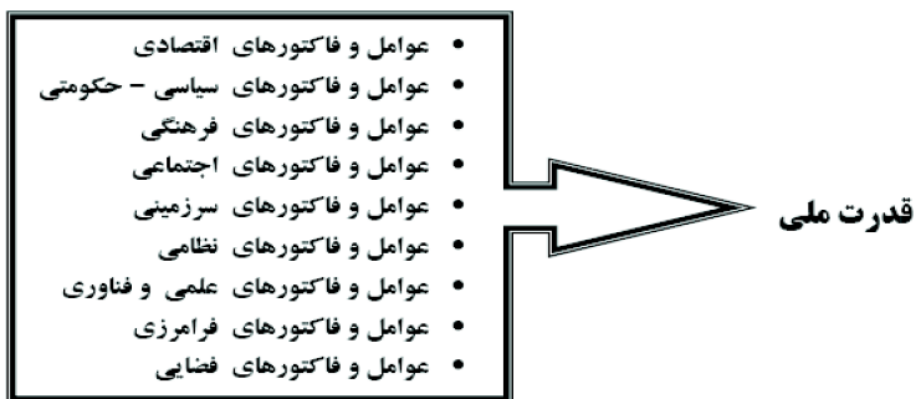 عوامل و فاکتورهای اقتصادی
عوامل و فاکتورهای سیاسی – حکومتی
عوامل و فاکتورهای فرهنگی
عوامل و فاکتورهای اجتماعی
عوامل و فاکتورهای سرزمینی
عوامل و فاکتورهای نظامی
عوامل و فاکتورهای علمی و فناوری
عوامل و فاکتورهای فرامرزی
عوامل و فاکتورهای فضایی
قدرت ملی